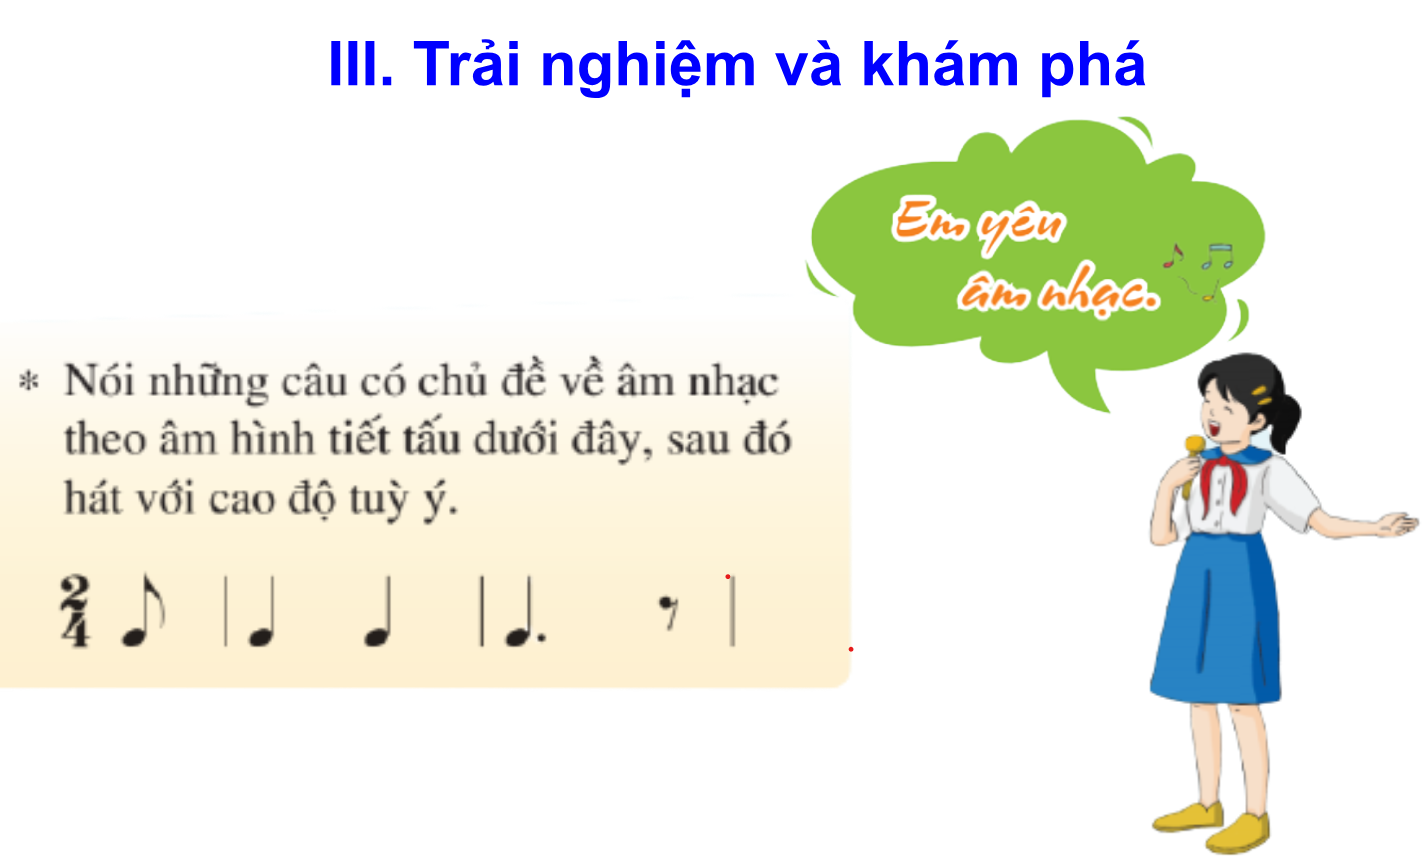 III. Trải nghiệm và khám phá
Em yêu
âm nhạc.
* Nói những câu có chủ đề về âm nhạc
theo âm hình tiết tấu dưới đây, sau đó
hát với cao độ tuỳ ý.
2
4